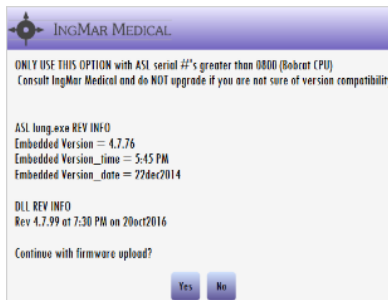 INGMAR MEDICAL
ONLY USE THIS OPTION with ASL serial #'s greater than 0800 (Bobcat CPU)
Consult IngMar Medical and do NOT upgrade if you are not sure of version compatibilit
ASL lung.exe REV INFO
Embedded Version = 4.7.76
Embedded Version_time = 5:45 PM
Embedded Version_date = 22dec2014
DLL REV INFO
Rev 4.7.99 at 7:30 PM on 20oct2016
Continue with firmware upload?
Yes No